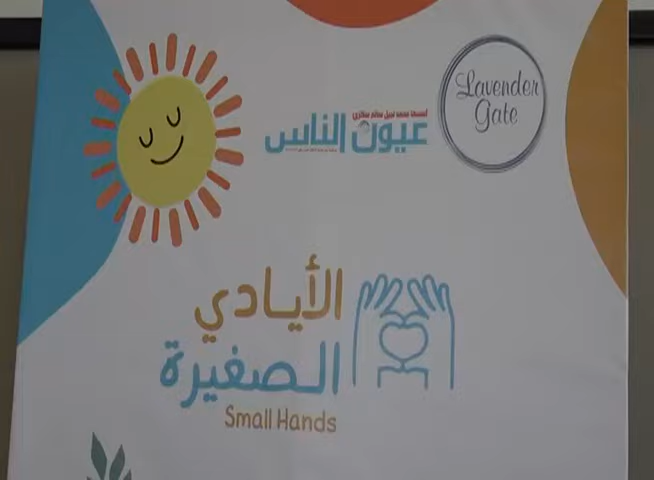 عيون الناس
Lavender
Gate
الأيادي
الصغيرة
Small Hands